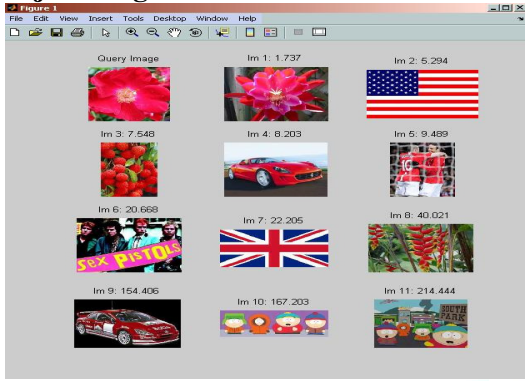 Figure 1
File Edit View Insert Tools Desktop Window Help
Query Image
Im 1: 1.737
Im 2: 5.294
Im 3: 7.548
Im 4: 8.203
Im 5: 9.489
10
Im 6: 20.668
Im 7: 22.205
Im 8: 40.021
SEX PISTOLS
Im 9: 154.406
Im 10: 167.203
Im 11: 214.444
SOUTH
PARK